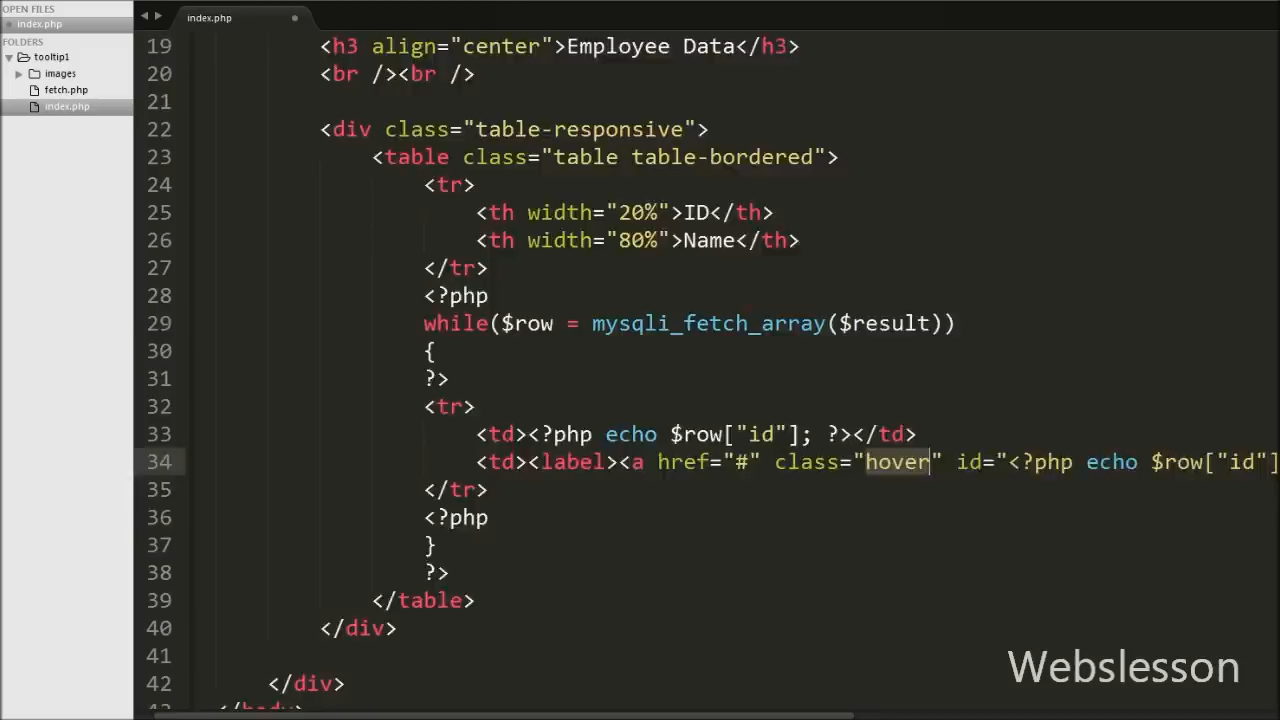 OPEN FILES
index.php
FOLDERS
tooltip1
images
fetch.php
index.php
index.php
19 <h3 align="center">Employee Data</h3>
20 <br /><br />
21
22 <div class="table-responsive">
23 <table class="table table-bordered">
24 <tr>
25 <th width="20%">ID</th>
26 <th width="80%">Name</th>
27 </tr>
28 <?php
29 while($row = mysqli_fetch_array($result))
30 {
31 ?>
32 <tr>
33 <td><?php echo $row["id"]; ?></td>
34 <td><label><a href="#" class="hover" id="<?php echo $row["id"]
35 </tr>
36 <?php
37 }
38 ?>
39 </table>
40 </div>
41
42 </div>
43 </body>
Webslesson